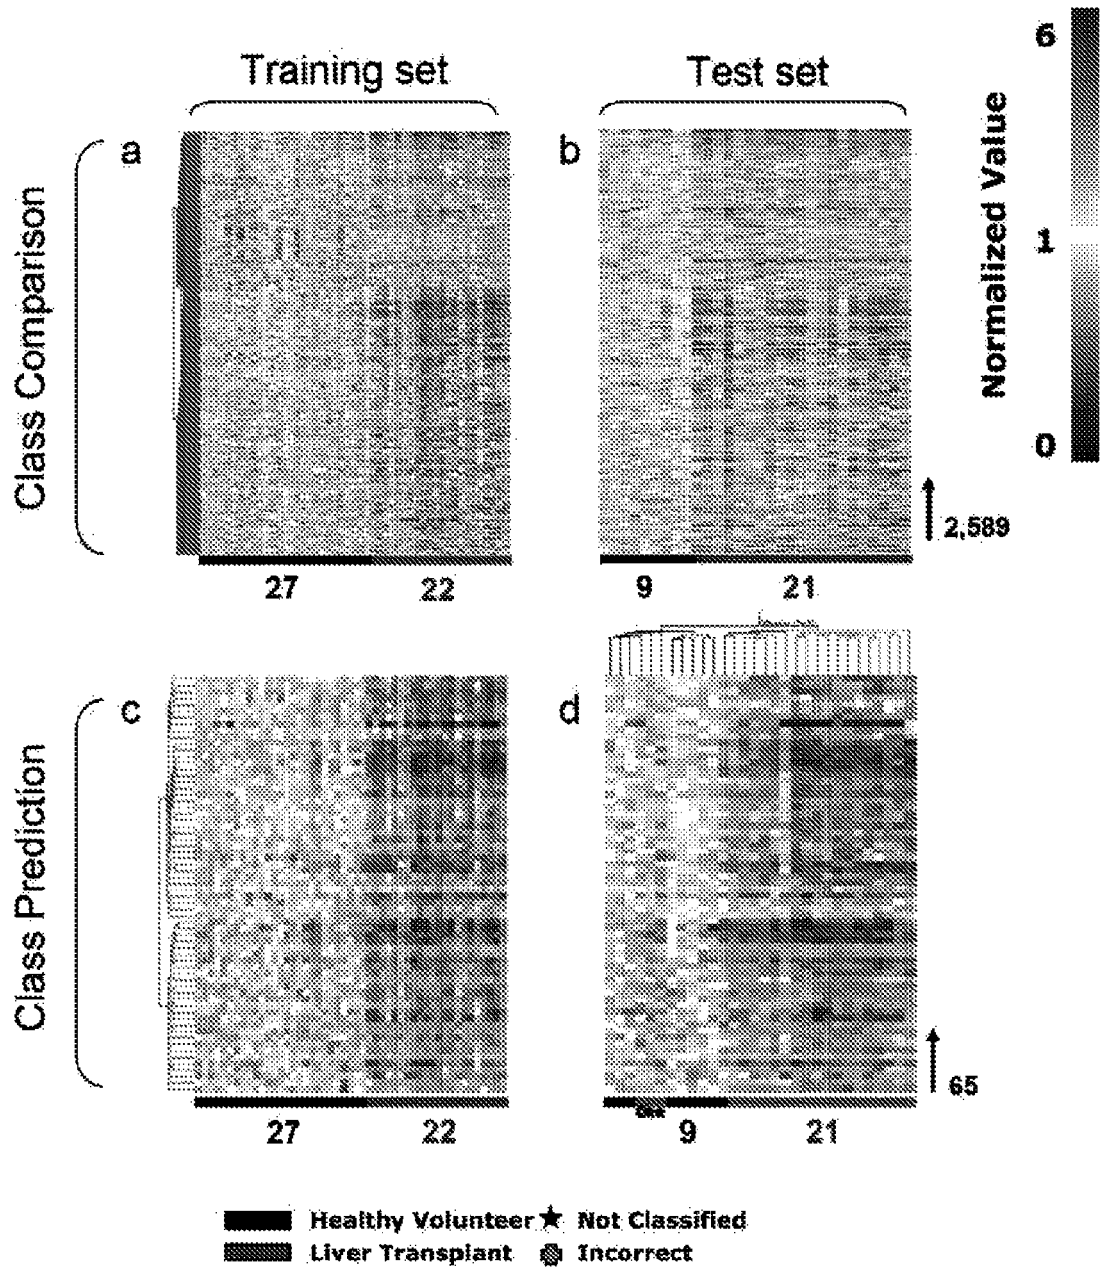 Training set
Test set
6
Normalized Value
1
0
Class Comparison
a
b
2,589
27
22
9
21
Class Prediction
c
d
65
27
22
9
21
Healthy Volunteer ★ Not Classified
Liver Transplant Incorrect